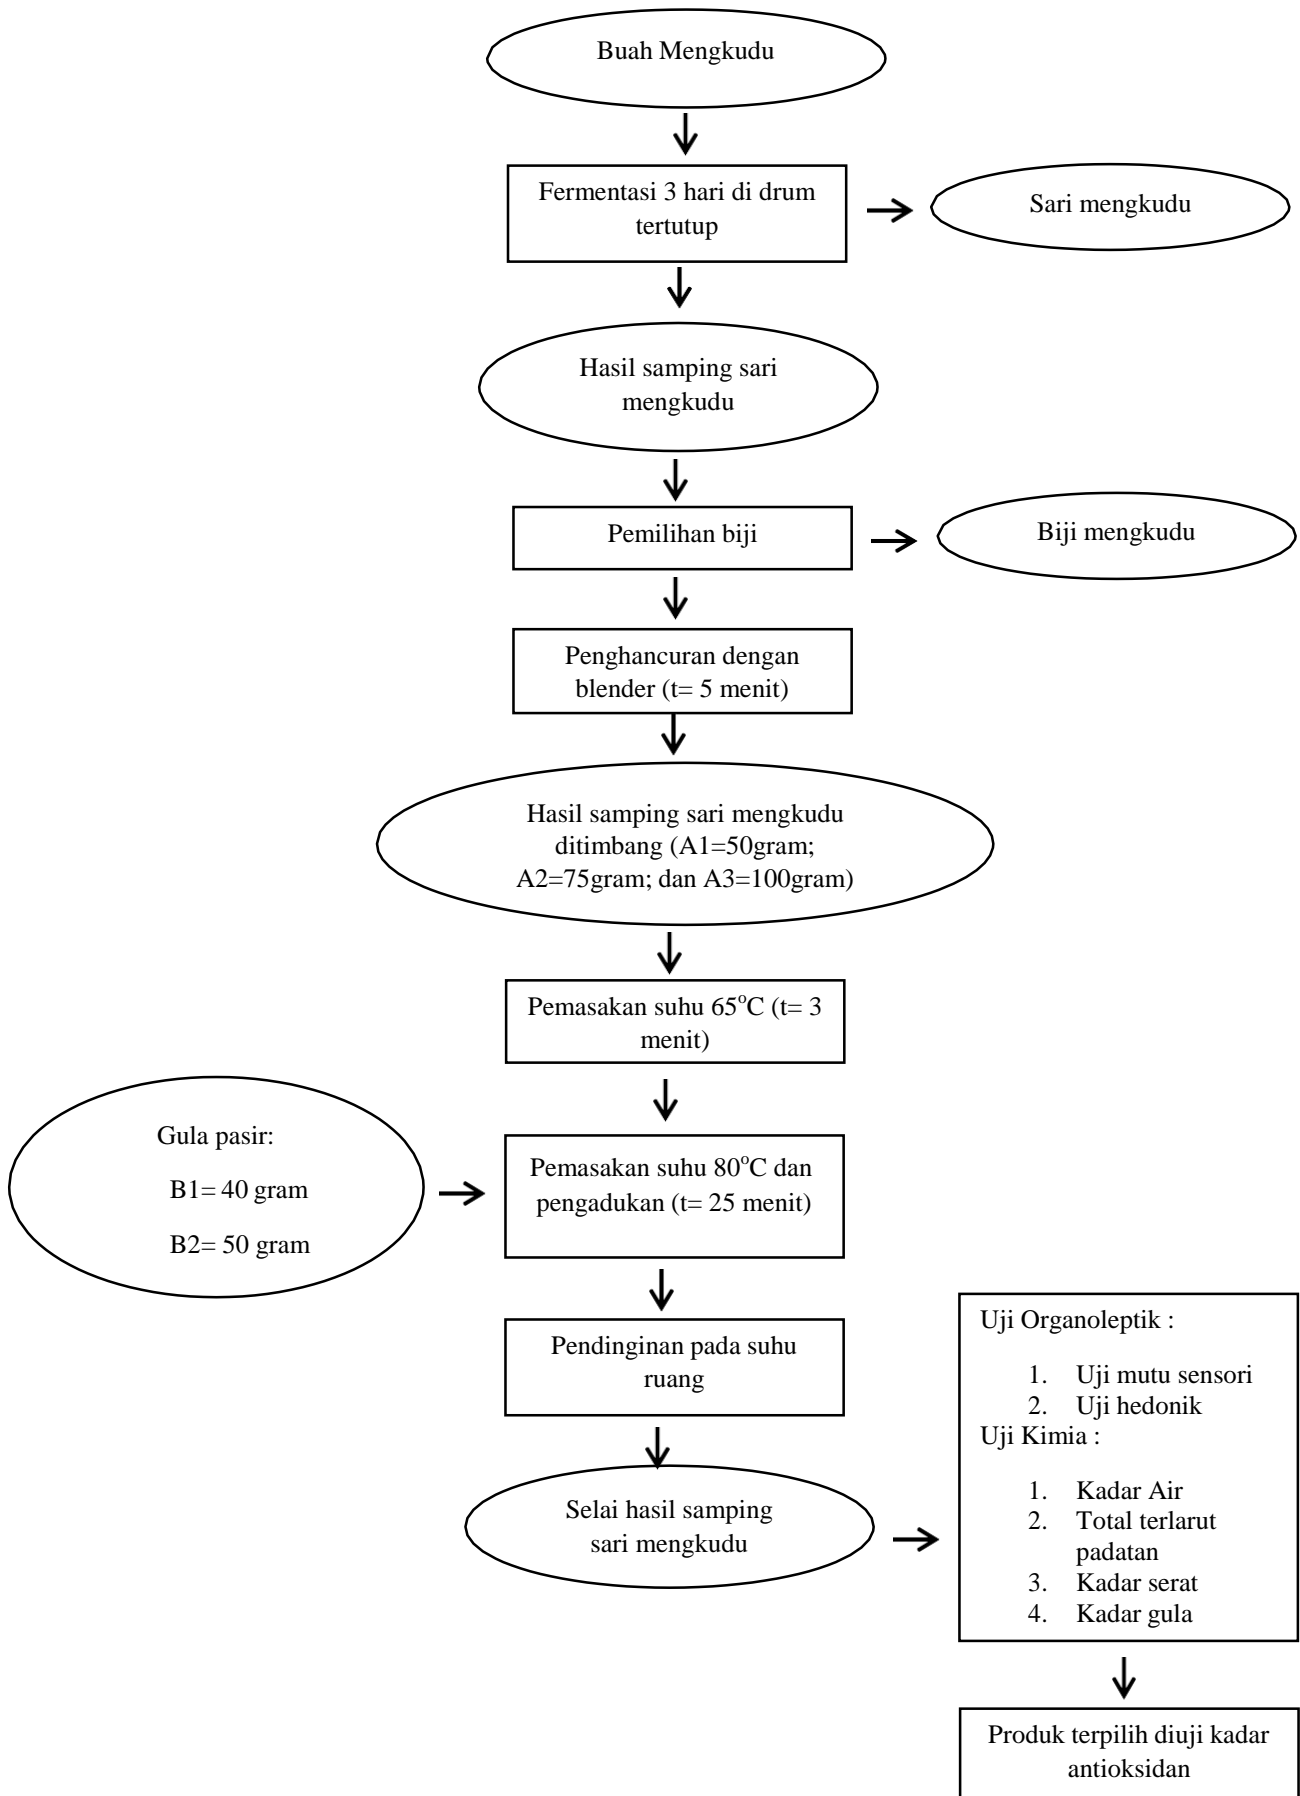 Buah Mengkudu
Fermentasi 3 hari di drum
tertutup
Sari mengkudu
Hasil samping sari
mengkudu
Pemilihan biji
Biji mengkudu
Penghancuran dengan
blender (t= 5 menit)
Hasil samping sari mengkudu
ditimbang (A1=50gram;
A2=75gram; dan A3=100gram)
Pemasakan suhu 65°C (t= 3
menit)
Gula pasir:
B1= 40 gram
B2= 50 gram
Pemasakan suhu 80°C dan
pengadukan (t= 25 menit)
Pendinginan pada suhu
ruang
Selai hasil samping
sari mengkudu
Uji Organoleptik :
1. Uji mutu sensori
2. Uji hedonik
Uji Kimia :
1. Kadar Air
2. Total terlarut
padatan
3. Kadar serat
4. Kadar gula
Produk terpilih diuji kadar
antioksidan